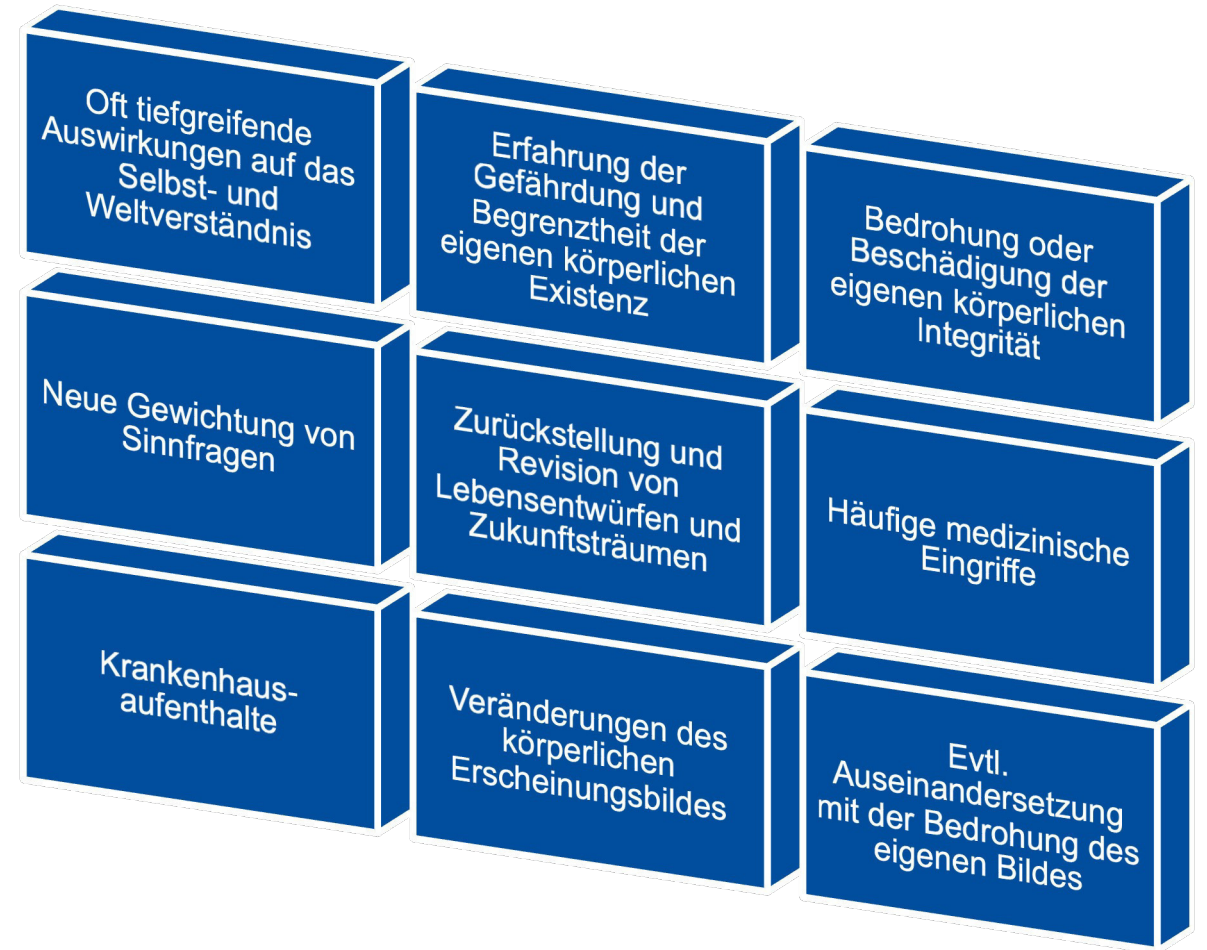 Oft tiefgreifende
Auswirkungen auf das
Selbst- und
Weltverständnis
Erfahrung der
Gefährdung und
Begrenztheit der
eigenen körperlichen
Existenz
Bedrohung oder
Beschädigung der
eigenen körperlichen
Integrität
Neue Gewichtung von
Sinnfragen
Zurückstellung und
Revision von
Lebensentwürfen und
Zukunftsträumen
Häufige medizinische
Eingriffe
Krankenhaus-
aufenthalte
Veränderungen des
körperlichen
Erscheinungsbildes
Evtl.
Auseinandersetzung
mit der Bedrohung des
eigenen Bildes